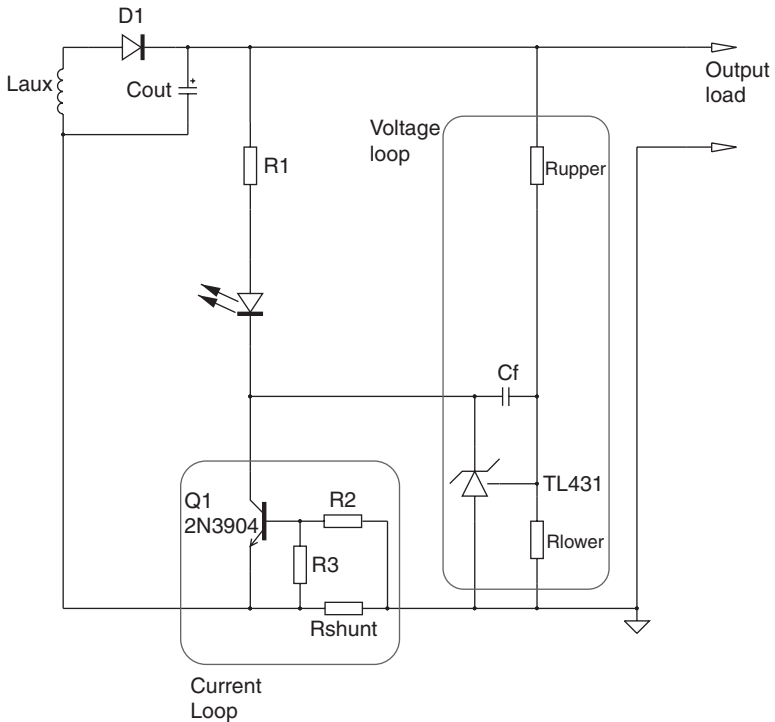 D1
Laux
Cout
+
Output
load
Voltage
loop
R1
Rupper
Cf
TL431
Q1
2N3904
R2
R3
Rlower
Rshunt
Current
Loop